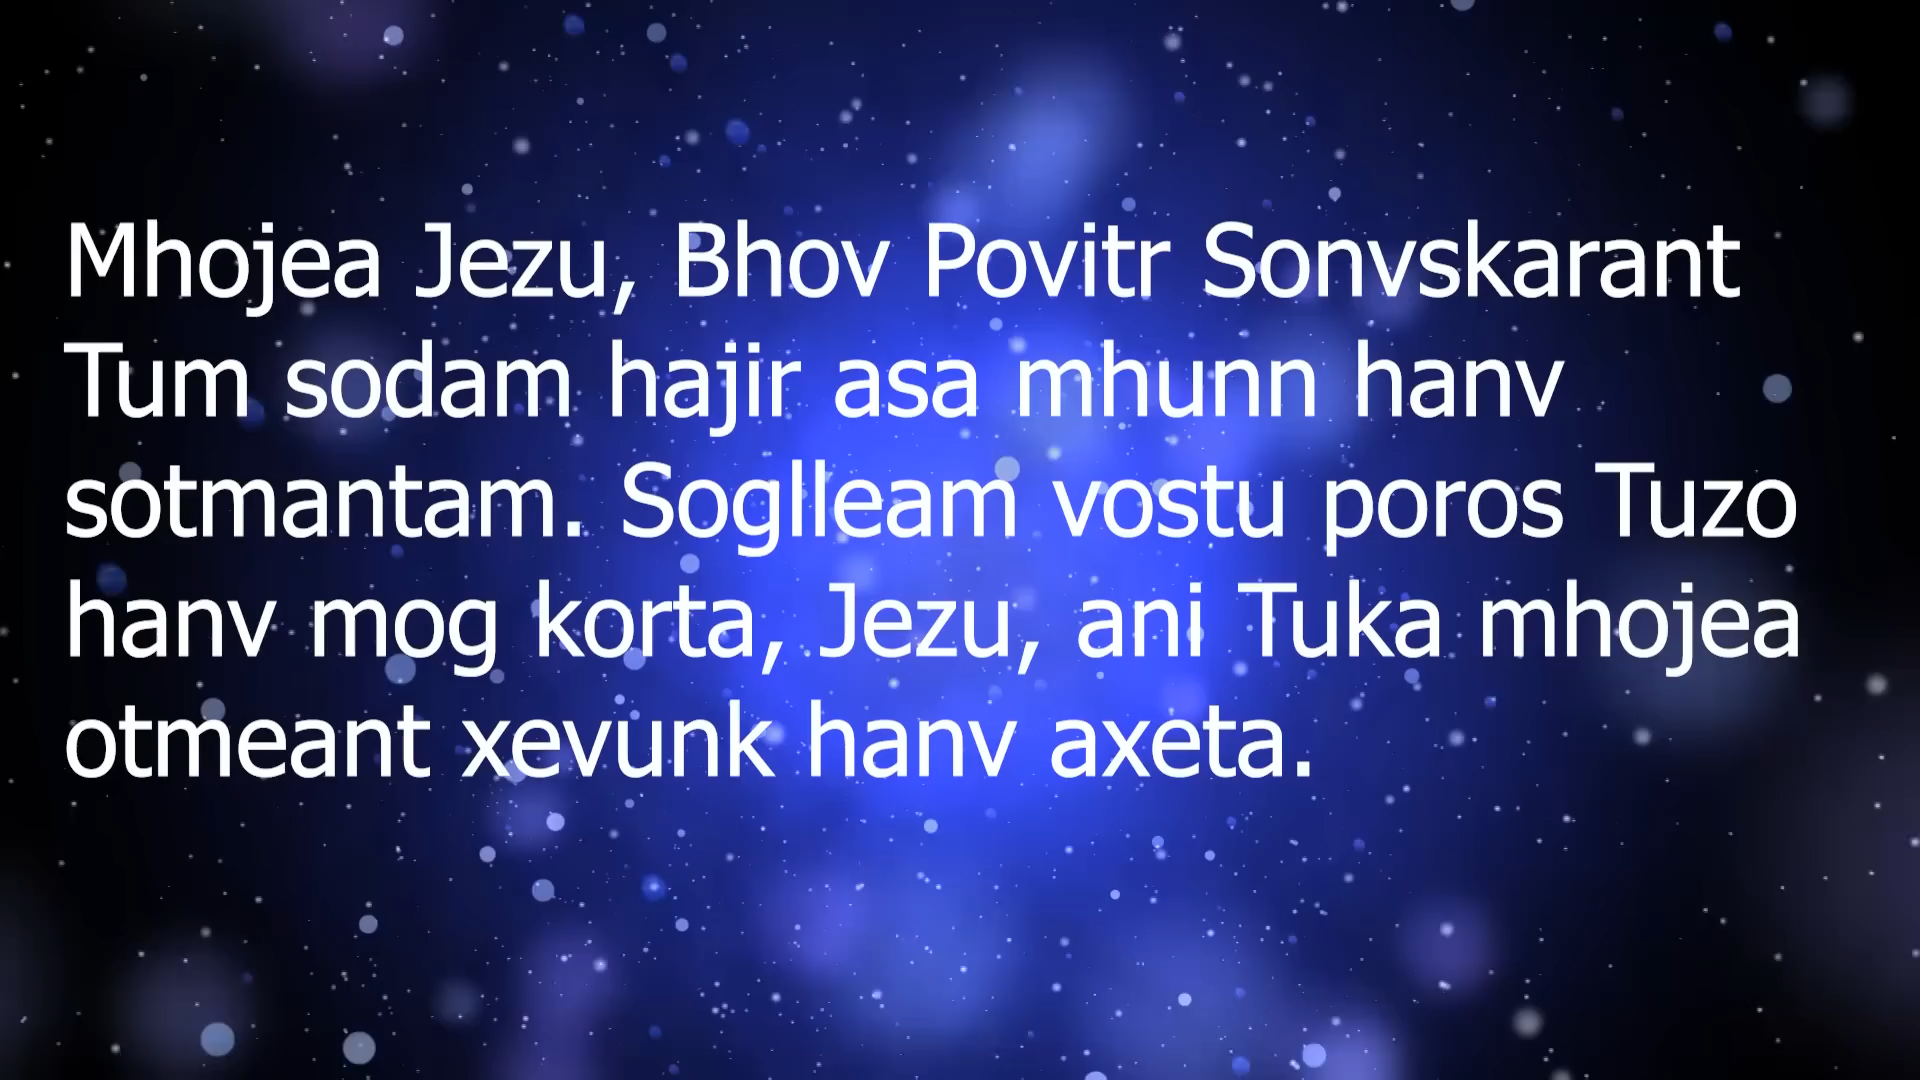 Mhojea Jezu, Bhov Povitr Sonvskarant
Tum sodam hajir asa mhunn hanv
sotmantam. Soglleam vostu poros Tuzo
hanv mog korta, Jezu, ani Tuka mhojea
otmeant xevunk hanv axeta.